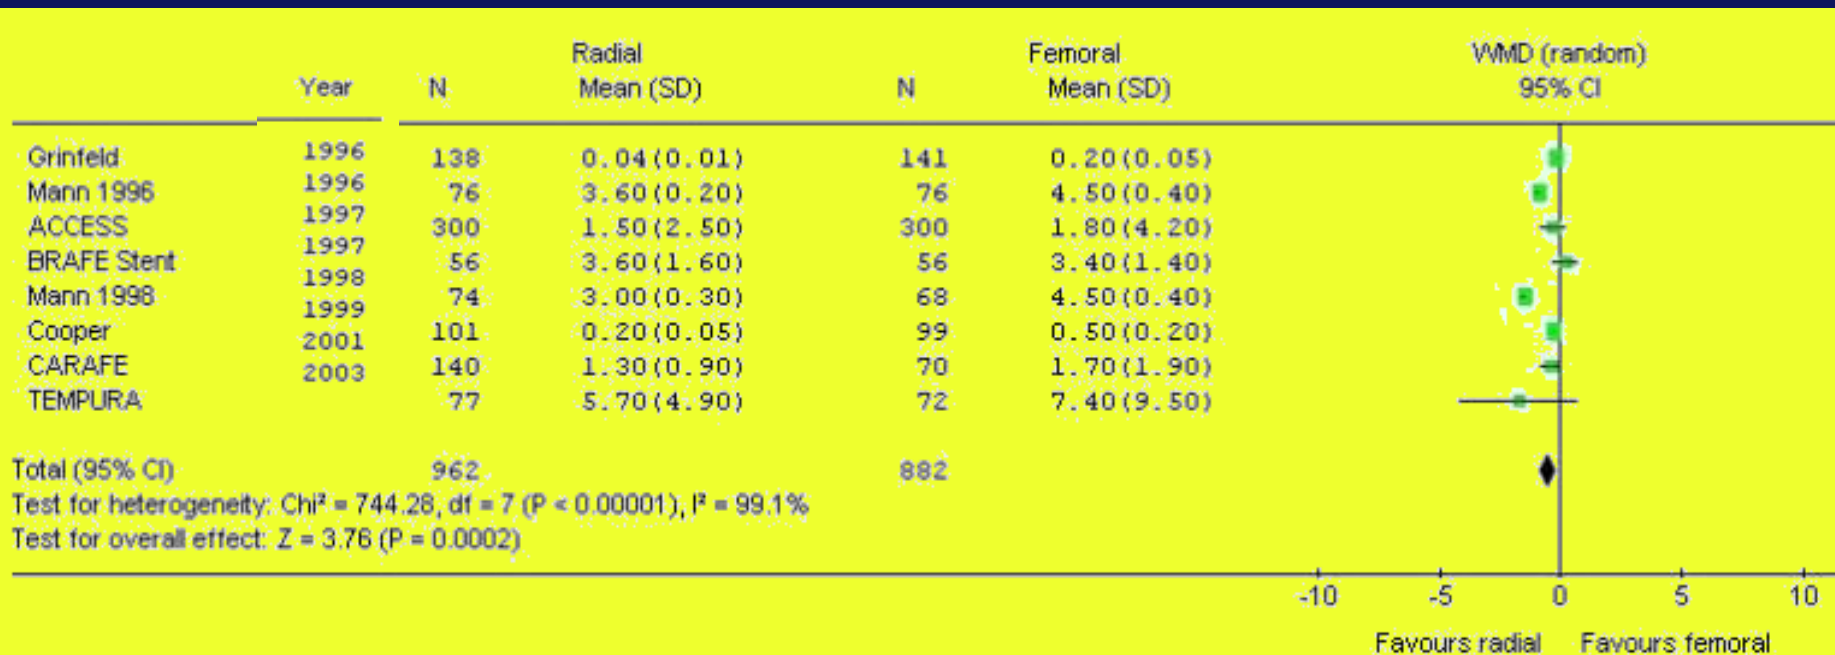 Radial Femoral WMD (random)
Year N Mean (SD) N Mean (SD) 95% CI
Grinfeld 1996 138 0.04(0.01) 141 0.20(0.05)
Mann 1996 1996 76 3.60(0.20) 76 4.50(0.40)
ACCESS 1997 300 1.50(2.50) 300 1.80(4.20)
BRAFE Stent 1997 56 3.60(1.60) 56 3.40(1.40)
Mann 1998 1998 74 3.00(0.30) 68 4.50(0.40)
Cooper 1999 101 0.20(0.05) 99 0.50(0.20)
CARAFE 2001 140 1.30(0.90) 70 1.70(1.90)
TEMPURA 2003 77 5.70(4.90) 72 7.40(9.50)
Total (95% CI) 962 882
Test for heterogeneity: Chi² = 744.28, df = 7 (P < 0.00001), I² = 99.1%
Test for overall effect: Z = 3.76 (P = 0.0002)
-10 -5 0 5 10
Favours radial Favours femoral